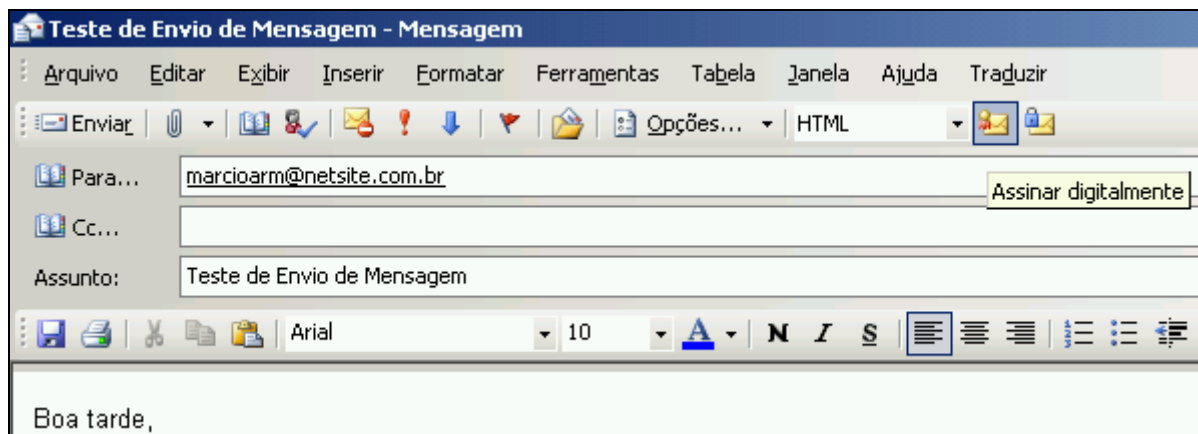 Teste de Envio de Mensagem - Mensagem
Arquivo Editar Exibir Inserir Formatar Ferramentas Tabela Janela Ajuda Traduzir
Enviar Opções... HTML
Para... marcioarm@netsite.com.br
Assinar digitalmente
Cc...
Assunto: Teste de Envio de Mensagem
Arial 10 A N I S
Boa tarde,